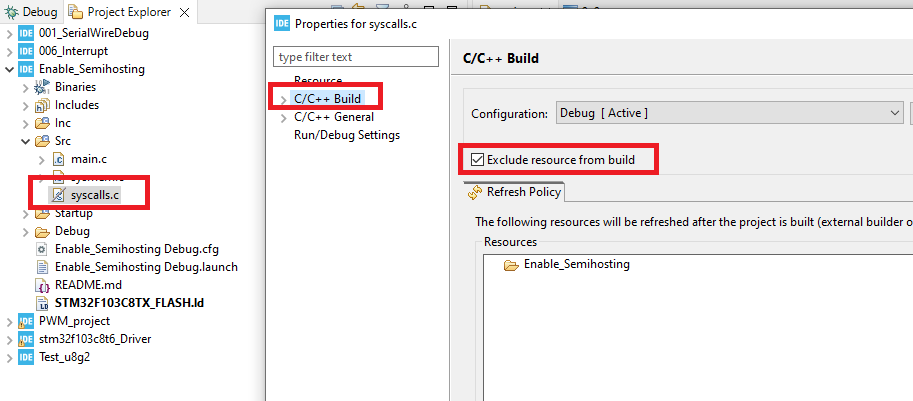 Debug Project Explorer
001_SerialWireDebug
006_Interrupt
Enable_Semihosting
Binaries
Includes
Inc
Src
main.c
syscalls.c
Startup
Debug
Enable_Semihosting Debug.cfg
Enable_Semihosting Debug.launch
README.md
STM32F103C8TX_FLASH.ld
PWM_project
stm32f103c8t6_Driver
Test_u8g2
IDE Properties for syscalls.c
type filter text
Resource
C/C++ Build
C/C++ General
Run/Debug Settings
C/C++ Build
Configuration: Debug [ Active ]
Exclude resource from build
Refresh Policy
The following resources will be refreshed after the project is built (external builder o
Resources
Enable_Semihosting